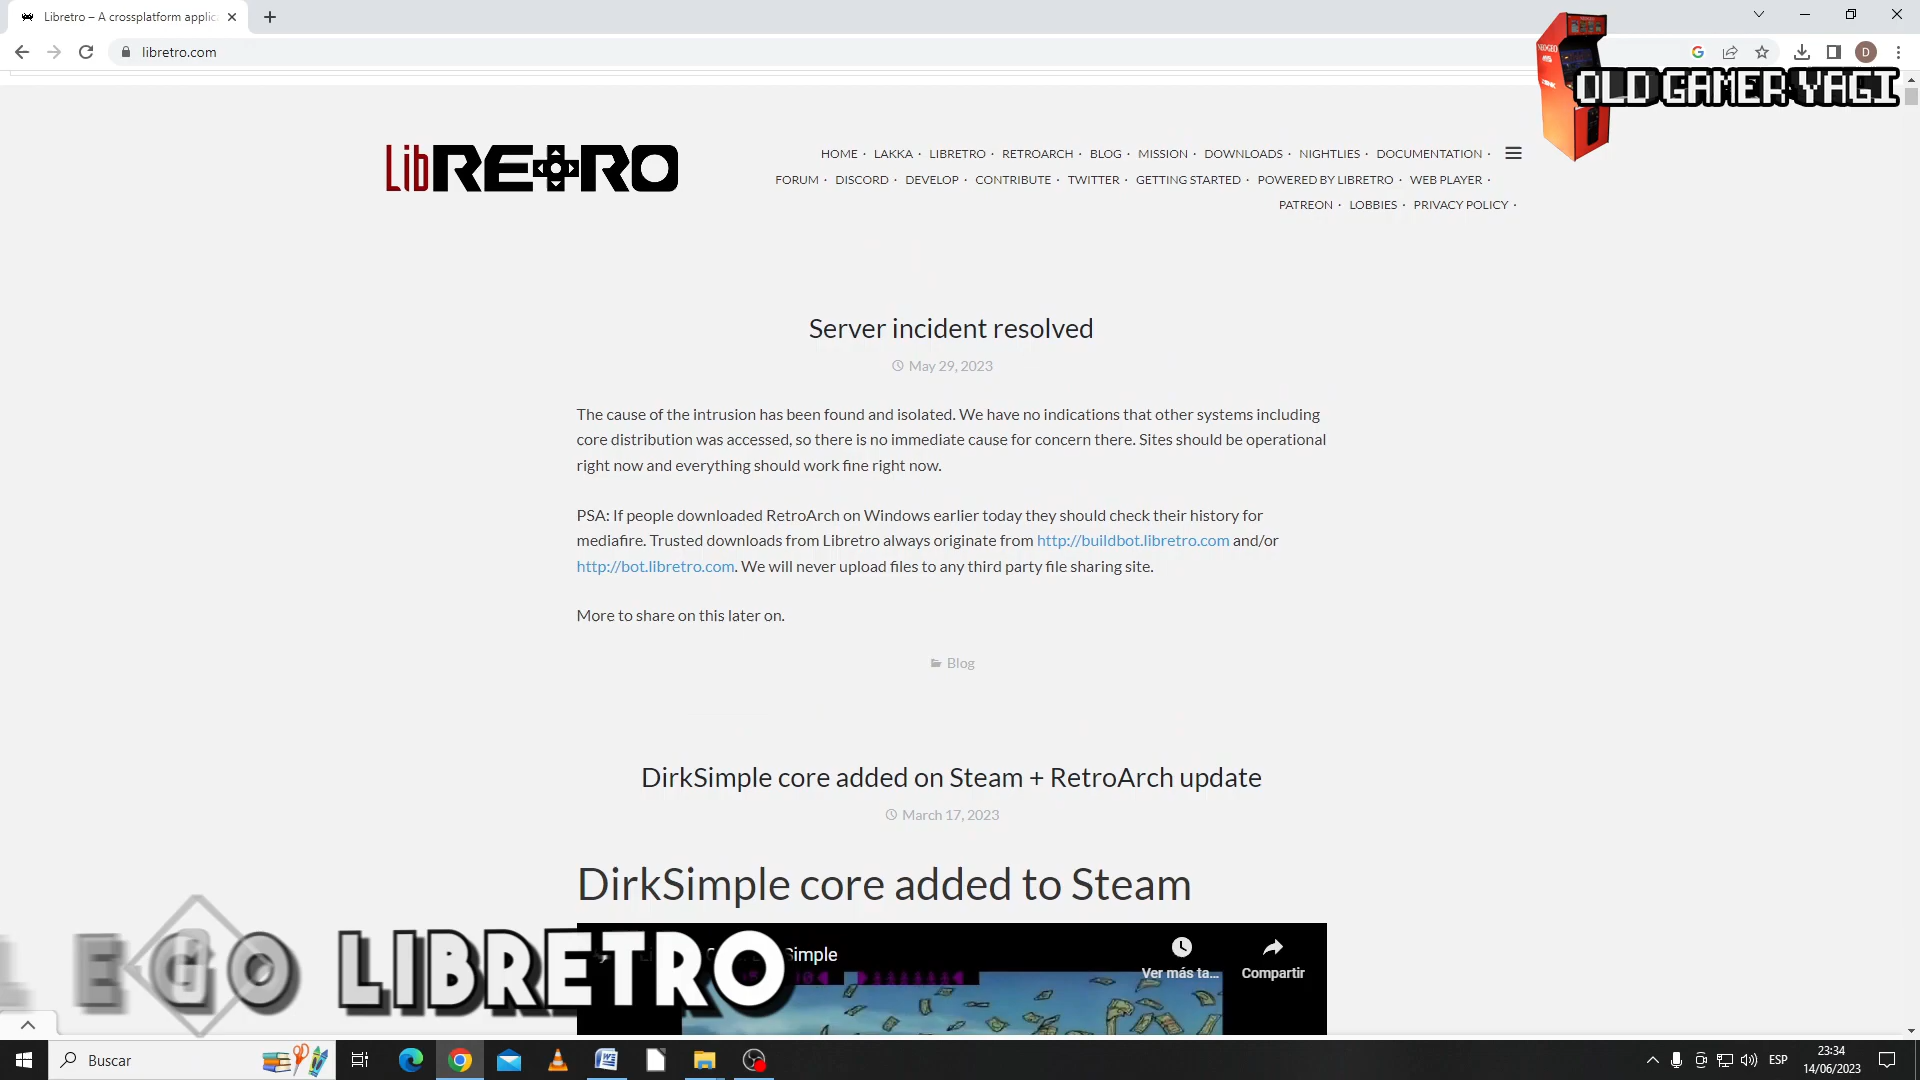 Libretro – A crossplatform applic
libretro.com
D
OLD GAMER YAGI
LibRETRO
HOME · LAKKA · LIBRETRO · RETROARCH · BLOG · MISSION · DOWNLOADS · NIGHTLIES · DOCUMENTATION ·
FORUM · DISCORD · DEVELOP · CONTRIBUTE · TWITTER · GETTING STARTED · POWERED BY LIBRETRO · WEB PLAYER ·
PATREON · LOBBIES · PRIVACY POLICY ·
Server incident resolved
May 29, 2023
The cause of the intrusion has been found and isolated. We have no indications that other systems including
core distribution was accessed, so there is no immediate cause for concern there. Sites should be operational
right now and everything should work fine right now.
PSA: If people downloaded RetroArch on Windows earlier today they should check their history for
mediafire. Trusted downloads from Libretro always originate from http://buildbot.libretro.com and/or
http://bot.libretro.com. We will never upload files to any third party file sharing site.
More to share on this later on.
Blog
DirkSimple core added on Steam + RetroArch update
March 17, 2023
DirkSimple core added to Steam
Simple
Ver más ta...
Compartir
LIBRETRO
Buscar
ESP
23:34
14/06/2023